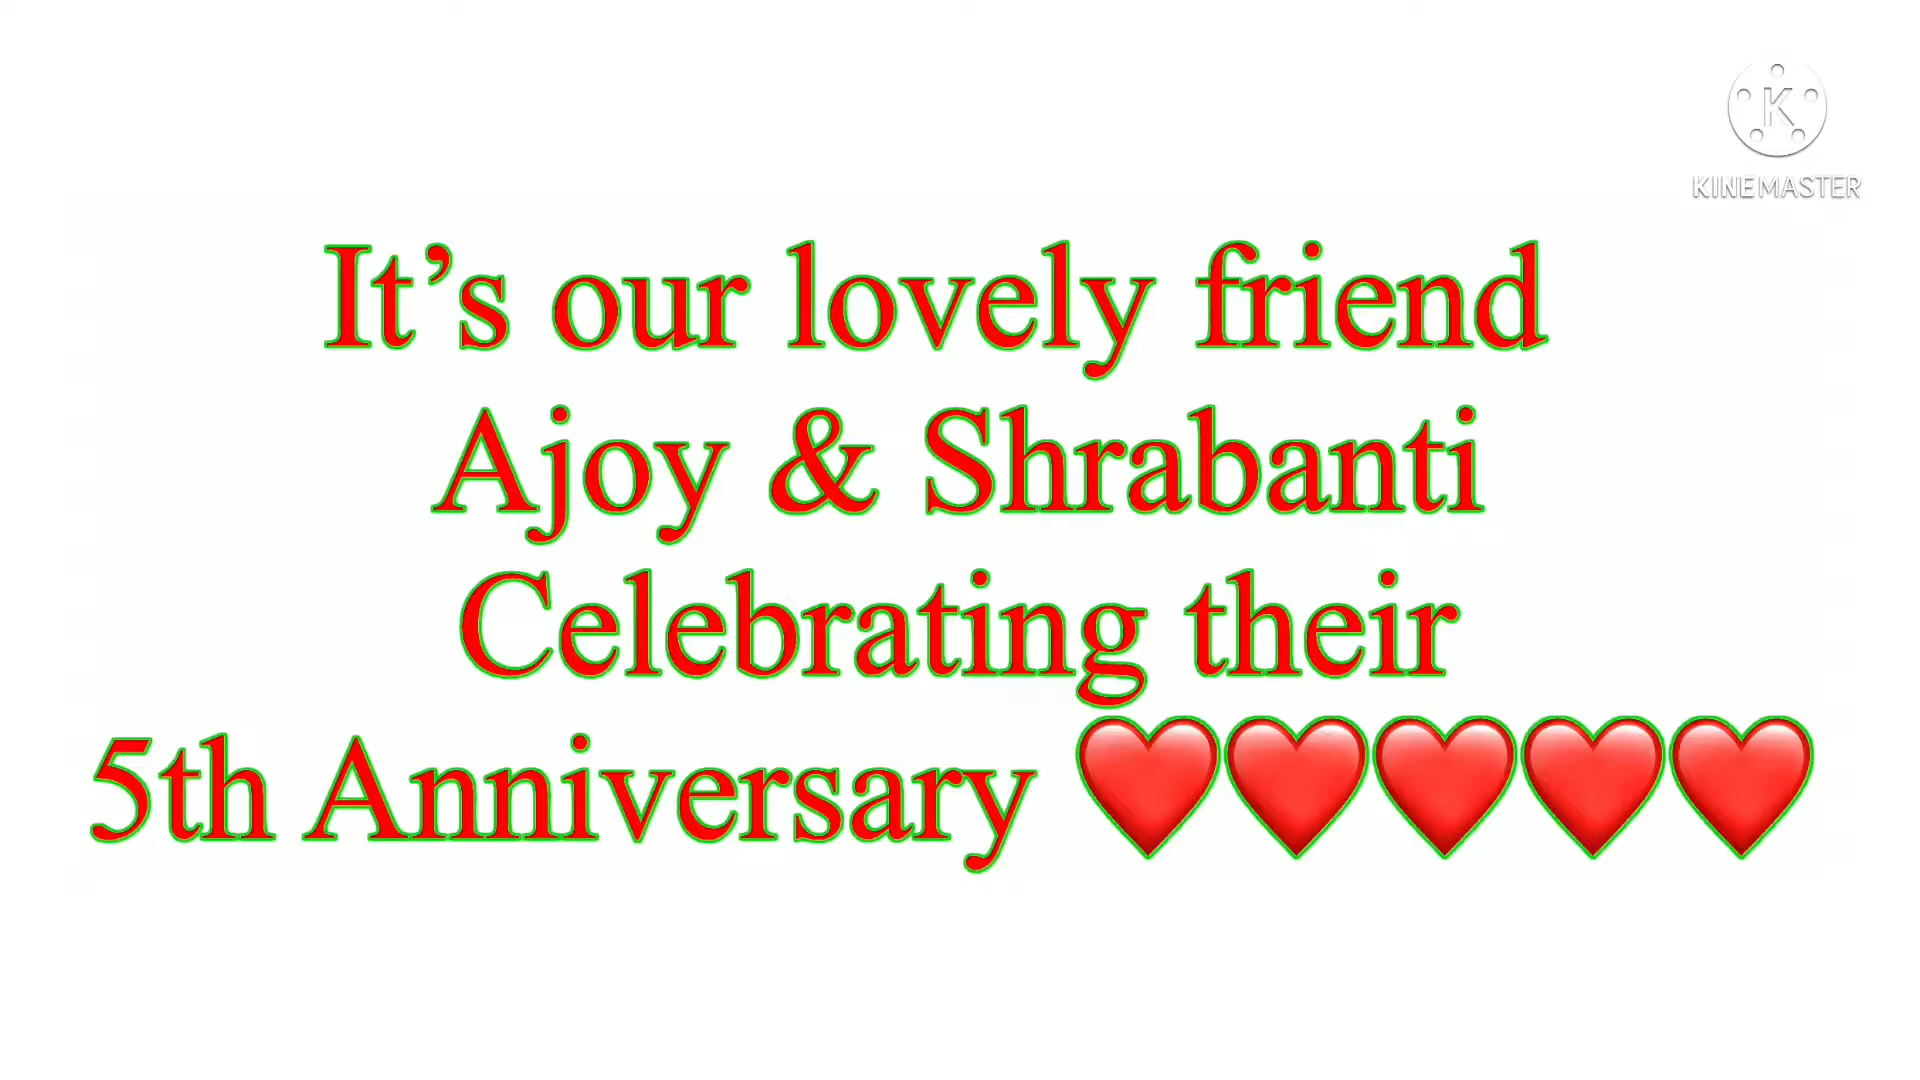 KINEMASTER
It’s our lovely friend
Ajoy & Shrabanti
Celebrating their
5th Anniversary ❤️❤️❤️❤️❤️